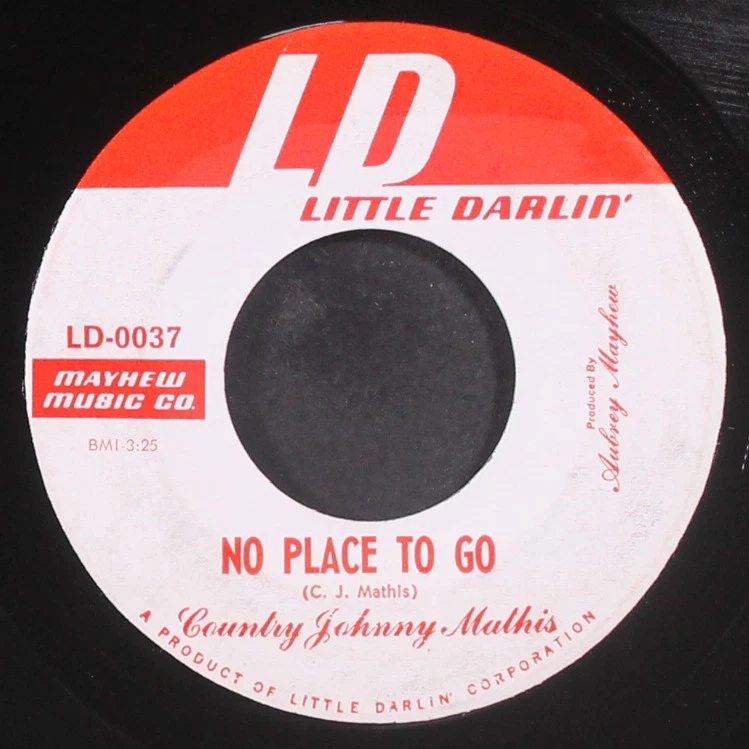 LD
LITTLE DARLIN'
LD-0037
MAYHEW
MUSIC CO.
BMI-3:25
Produced By
Aubrey Mayhew
NO PLACE TO GO
(C. J. Mathis)
Country Johnny Mathis
A PRODUCT OF LITTLE DARLIN' CORPORATION